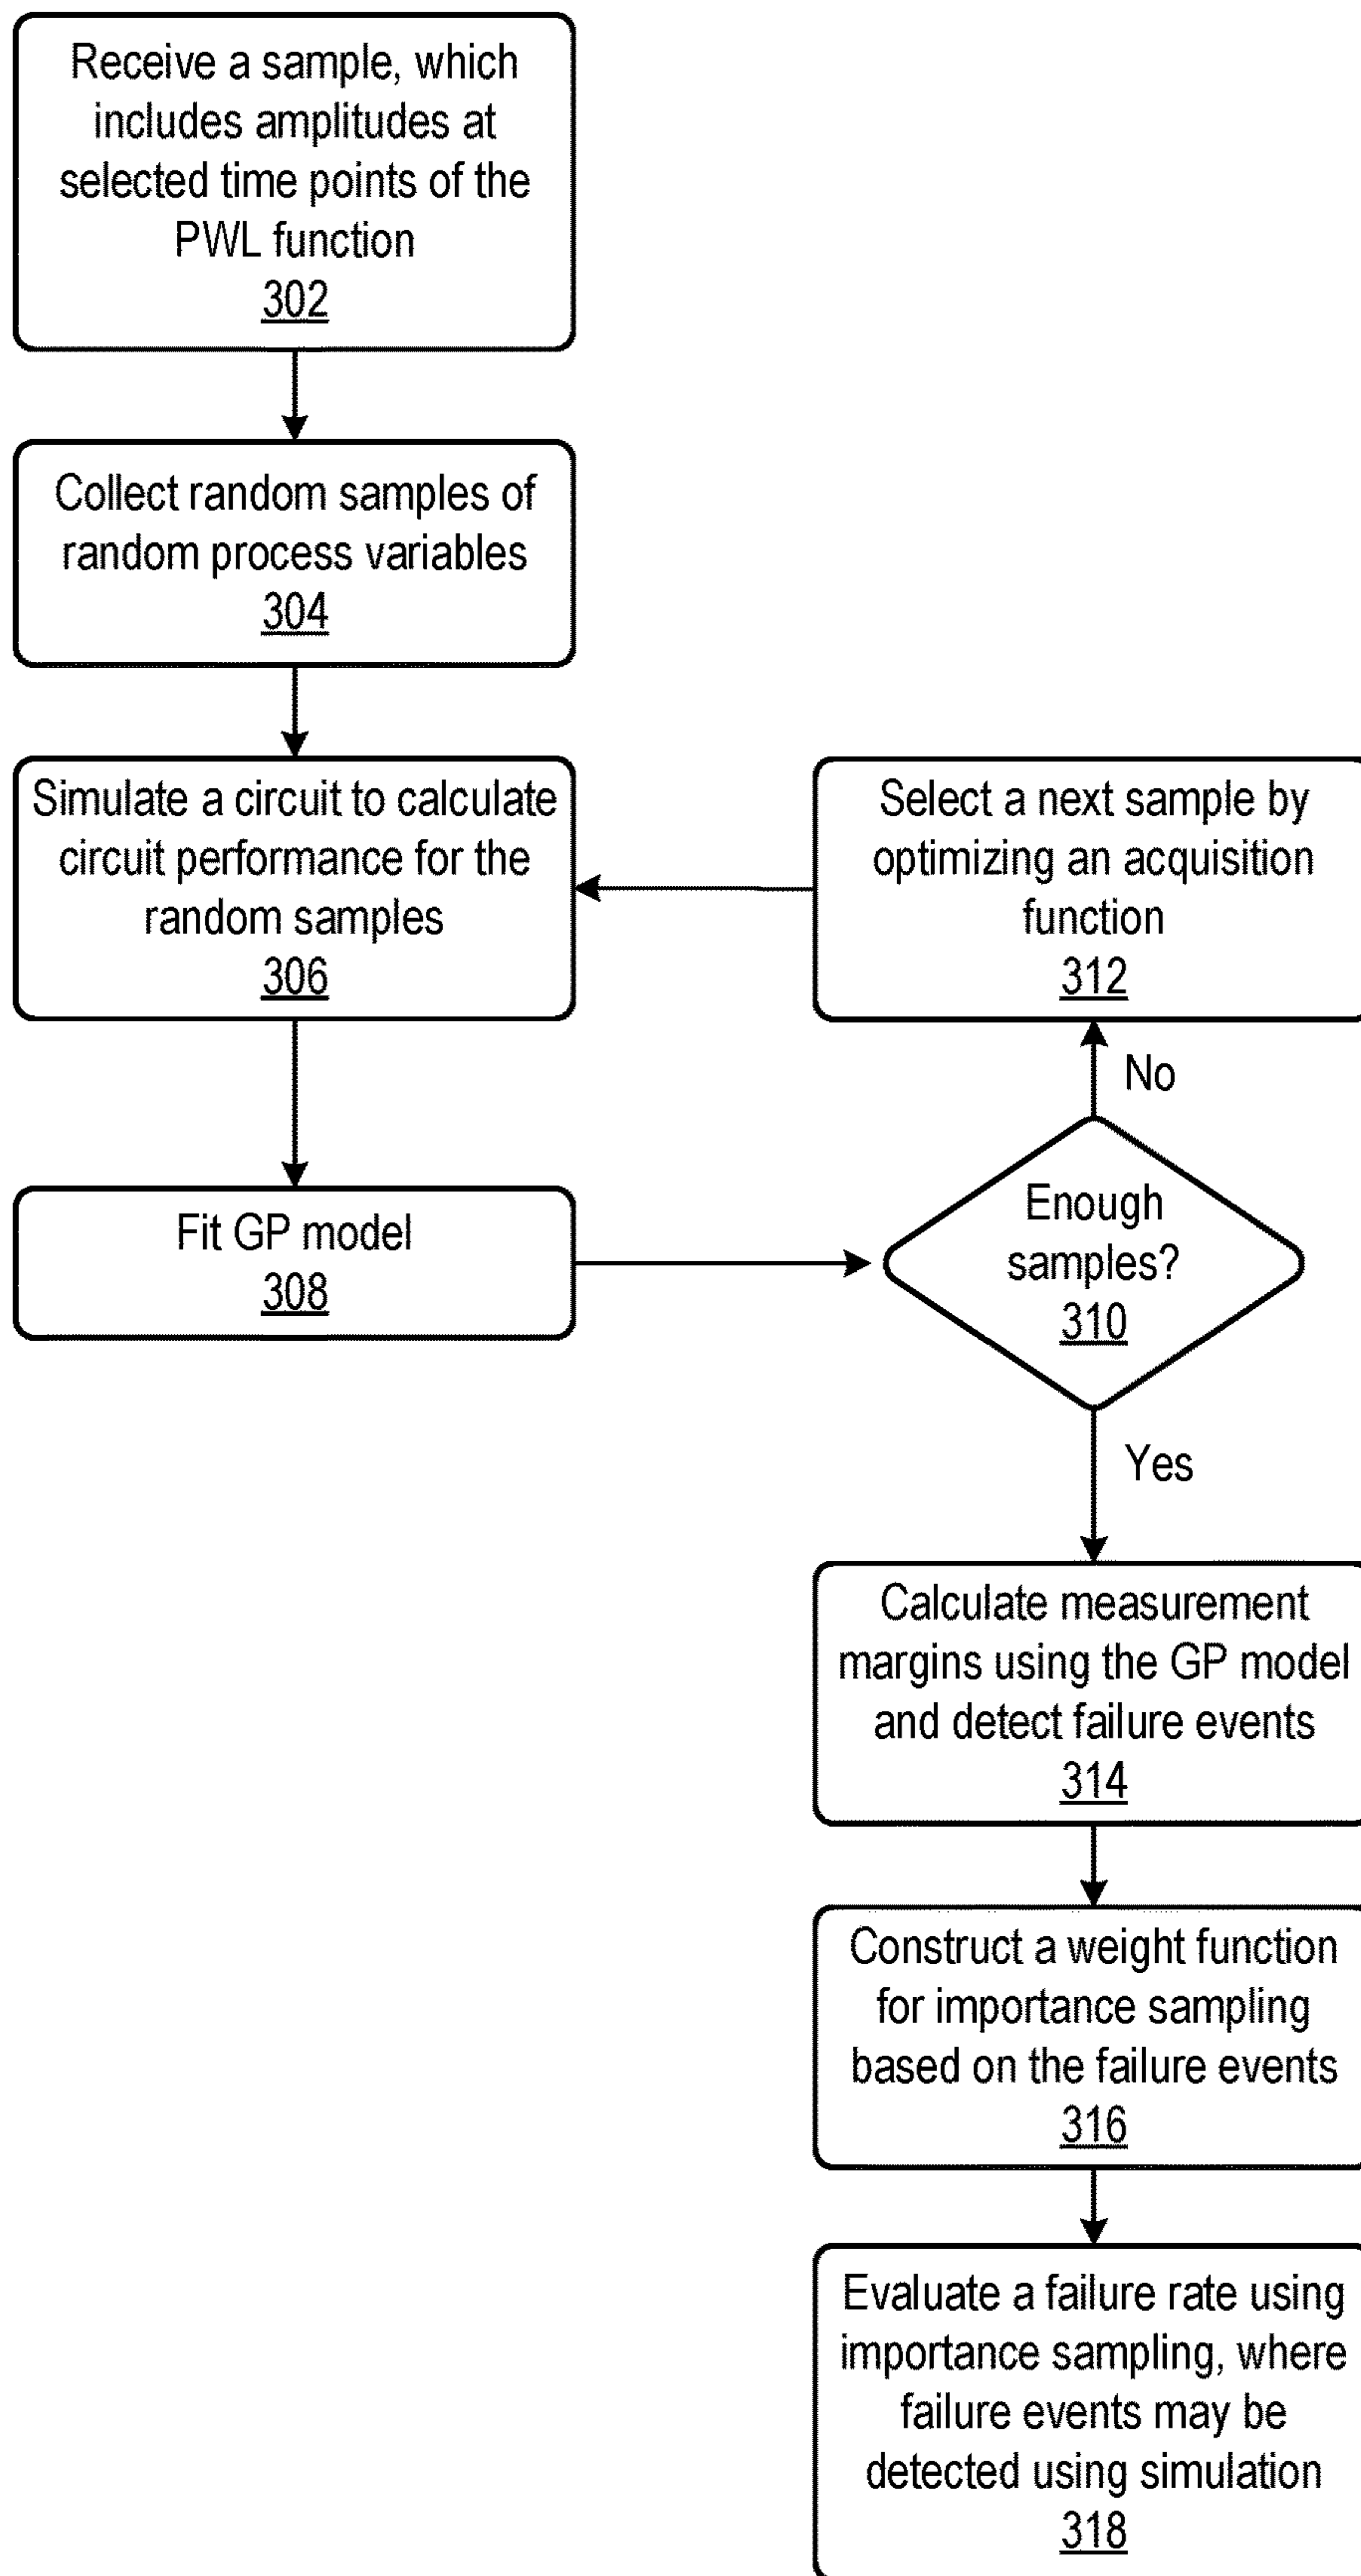 Receive a sample, which
includes amplitudes at
selected time points of the
PWL function
302
Collect random samples of
random process variables
304
Simulate a circuit to calculate
circuit performance for the
random samples
306
Select a next sample by
optimizing an acquisition
function
312
No
Fit GP model
308
Enough
samples?
310
Yes
Calculate measurement
margins using the GP model
and detect failure events
314
Construct a weight function
for importance sampling
based on the failure events
316
Evaluate a failure rate using
importance sampling, where
failure events may be
detected using simulation
318